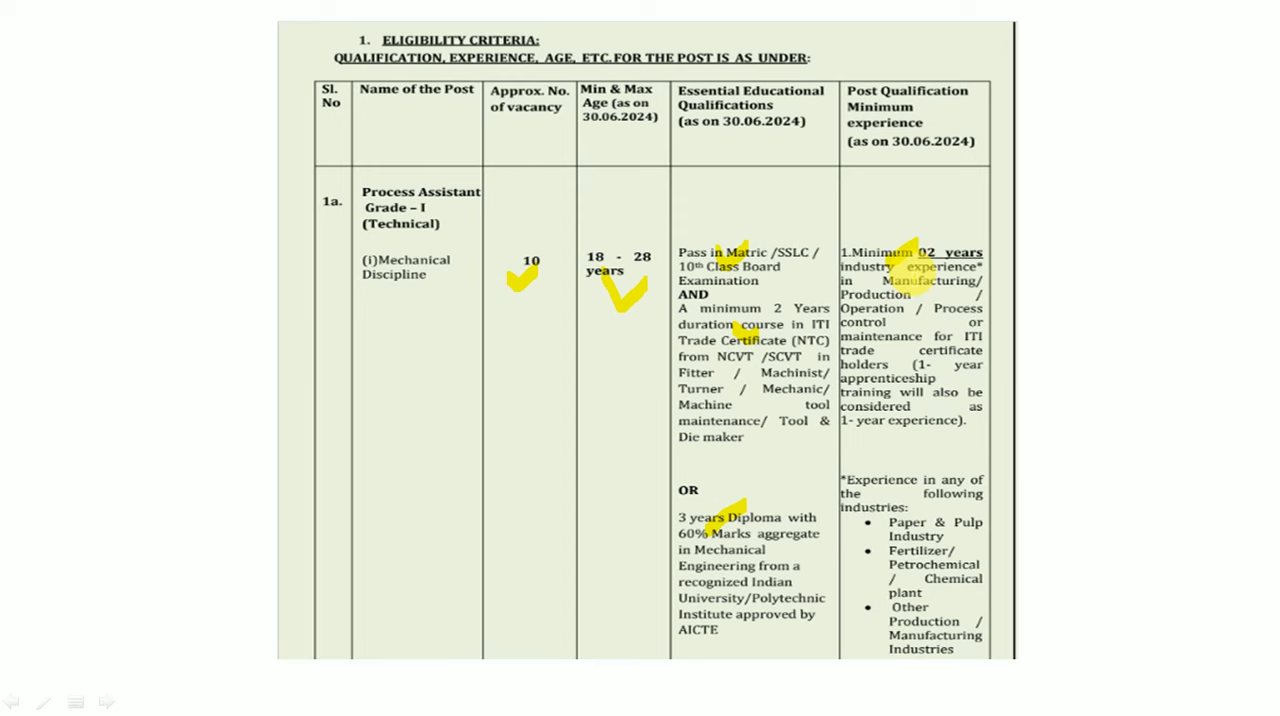 1. ELIGIBILITY CRITERIA:
QUALIFICATION, EXPERIENCE, AGE, ETC.FOR THE POST IS AS UNDER:
Sl. No
Name of the Post
Approx. No. of vacancy
Min & Max Age (as on 30.06.2024)
Essential Educational Qualifications (as on 30.06.2024)
Post Qualification Minimum experience (as on 30.06.2024)
1a.
Process Assistant
Grade – I
(Technical)
(i)Mechanical
Discipline
10
18 - 28
years
Pass in Matric /SSLC /
10th Class Board
Examination
AND
A minimum 2 Years
duration course in ITI
Trade Certificate (NTC)
from NCVT /SCVT in
Fitter / Machinist/
Turner / Mechanic/
Machine tool
maintenance/ Tool &
Die maker
OR
3 years Diploma with
60% Marks aggregate
in Mechanical
Engineering from a
recognized Indian
University/Polytechnic
Institute approved by
AICTE
1.Minimum 02 years
industry experience*
in Manufacturing/
Production /
Operation / Process
control or
maintenance for ITI
trade certificate
holders (1- year
apprenticeship
training will also be
considered as
1- year experience).
*Experience in any of
the following
industries:
• Paper & Pulp
Industry
• Fertilizer/
Petrochemical
/ Chemical
plant
• Other
Production /
Manufacturing
Industries